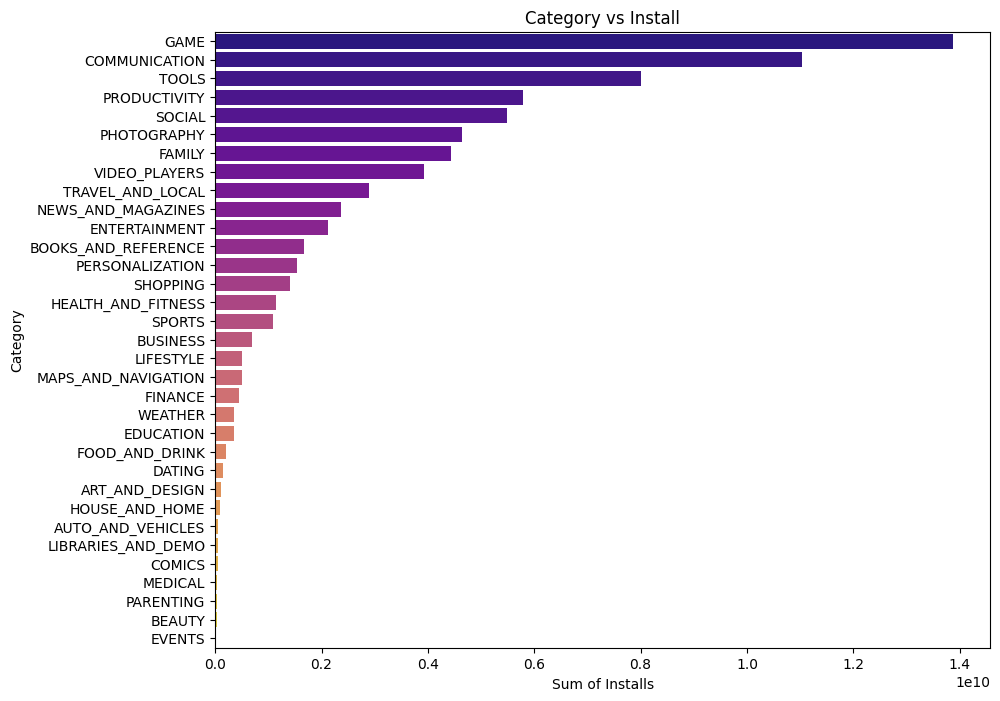 Category vs Install
GAME
COMMUNICATION
TOOLS
PRODUCTIVITY
SOCIAL
PHOTOGRAPHY
FAMILY
VIDEO_PLAYERS
TRAVEL_AND_LOCAL
NEWS_AND_MAGAZINES
ENTERTAINMENT
BOOKS_AND_REFERENCE
PERSONALIZATION
SHOPPING
HEALTH_AND_FITNESS
SPORTS
BUSINESS
LIFESTYLE
MAPS_AND_NAVIGATION
FINANCE
WEATHER
EDUCATION
FOOD_AND_DRINK
DATING
ART_AND_DESIGN
HOUSE_AND_HOME
AUTO_AND_VEHICLES
LIBRARIES_AND_DEMO
COMICS
MEDICAL
PARENTING
BEAUTY
EVENTS
Category
0.0 0.2 0.4 0.6 0.8 1.0 1.2 1.4
1e10
Sum of Installs